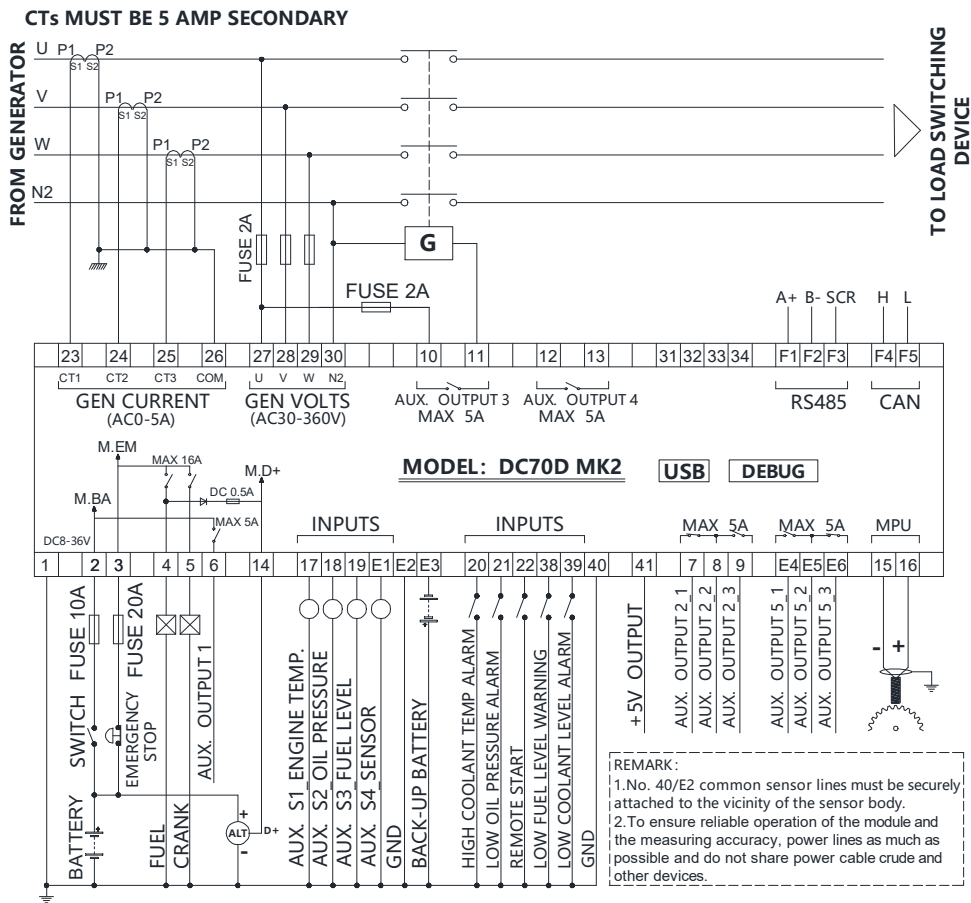 CTs MUST BE 5 AMP SECONDARY
FROM GENERATOR
TO LOAD SWITCHING
DEVICE
U P1 P2
S1 S2
V P1 P2
S1 S2
W P1 P2
S1 S2
N2
FUSE 2A
G
FUSE 2A
A+ B- SCR H L
23 24 25 26 27 28 29 30 10 11 12 13 31 32 33 34 F1 F2 F3 F4 F5
CT1 CT2 CT3 COM U V W N2
GEN CURRENT
(AC0-5A)
GEN VOLTS
(AC30-360V)
AUX. OUTPUT 3
MAX 5A
AUX. OUTPUT 4
MAX 5A
RS485
CAN
M.EM
MAX 16A
M.D+
DC 0.5A
M.BA
MAX 5A
DC8-36V
MODEL: DC70D MK2
USB
DEBUG
INPUTS
INPUTS
MAX 5A
MAX 5A
MPU
1 2 3 4 5 6 14 17 18 19 E1 E2 E3 20 21 22 38 39 40 41 7 8 9 E4 E5 E6 15 16
FUSE 10A
FUSE 20A
SWITCH
EMERGENCY
STOP
AUX. OUTPUT 1
BATTERY
FUEL
CRANK
+
ALT
-
D+
AUX. S1_ENGINE TEMP.
AUX. S2_OIL PRESSURE
AUX. S3_FUEL LEVEL
AUX. S4_SENSOR
GND
BACK-UP BATTERY
HIGH COOLANT TEMP ALARM
LOW OIL PRESSURE ALARM
REMOTE START
LOW FUEL LEVEL WARNING
LOW COOLANT LEVEL ALARM
GND
+5V OUTPUT
AUX. OUTPUT 2_1
AUX. OUTPUT 2_2
AUX. OUTPUT 2_3
AUX. OUTPUT 5_1
AUX. OUTPUT 5_2
AUX. OUTPUT 5_3
- +
REMARK:
1.No. 40/E2 common sensor lines must be securely
attached to the vicinity of the sensor body.
2.To ensure reliable operation of the module and
the measuring accuracy, power lines as much as
possible and do not share power cable crude and
other devices.